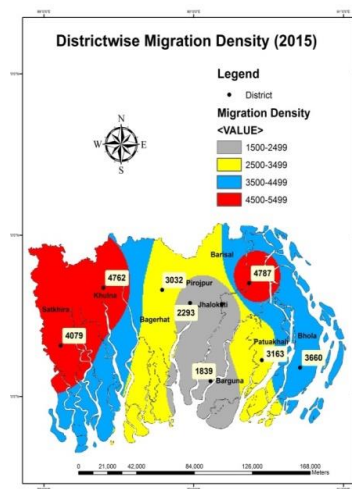 Districtwise Migration Density (2015)
Legend
District
Migration Density
<VALUE>
1500-2499
2500-3499
3500-4499
4500-5499
N
W E
S
Barisal
4762
3032
Pirojpur
4787
Khulna
Satkhira
Jhalokati
2293
Bagerhat
4079
Patuakhali
Bhola
3163
3660
1839
Barguna
0 21,000 42,000 84,000 126,000 168,000
Meters